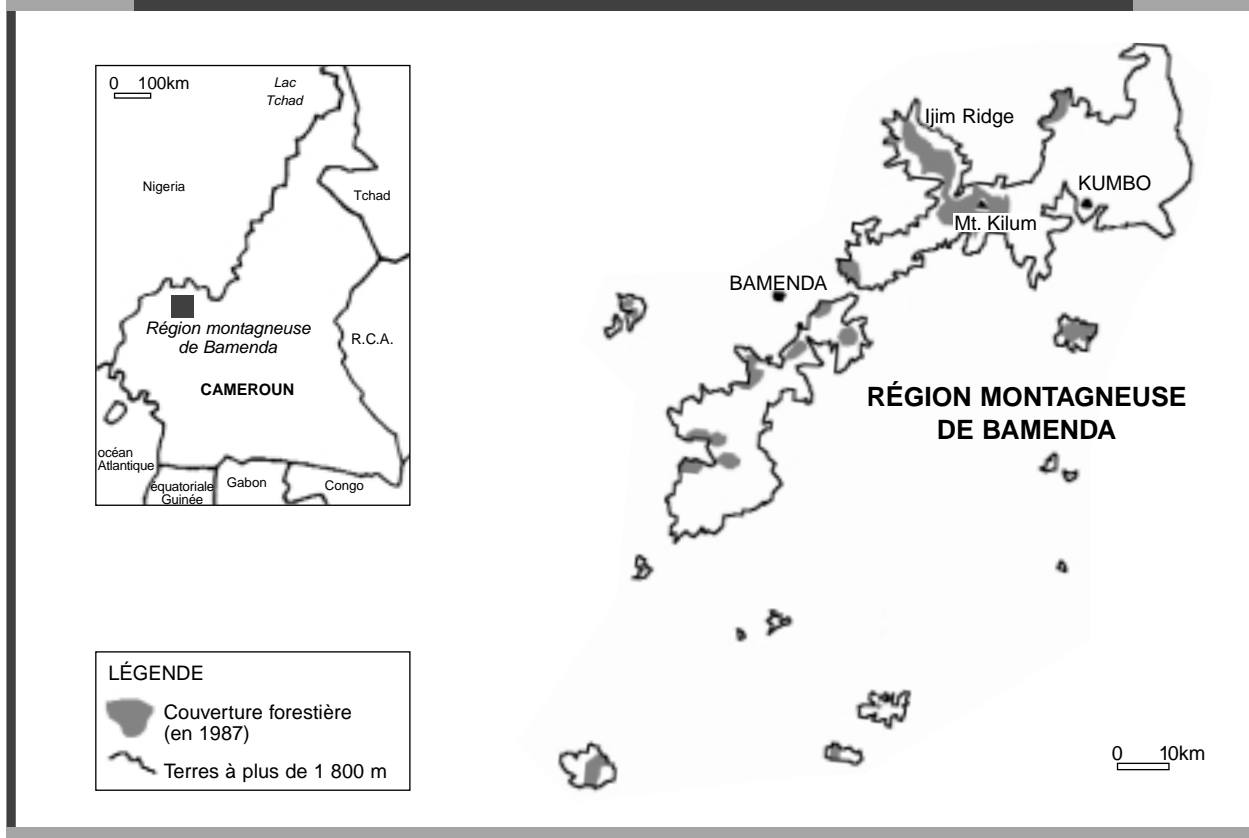 0 100km
Lac
Tchad
Nigeria
Tchad
Région montagneuse
de Bamenda
R.C.A.
CAMEROUN
océan
Atlantique
équatoriale
Guinée
Gabon
Congo
LÉGENDE
Couverture forestière
(en 1987)
Terres à plus de 1 800 m
Ijim Ridge
KUMBO
Mt. Kilum
BAMENDA
RÉGION MONTAGNEUSE
DE BAMENDA
0 10km